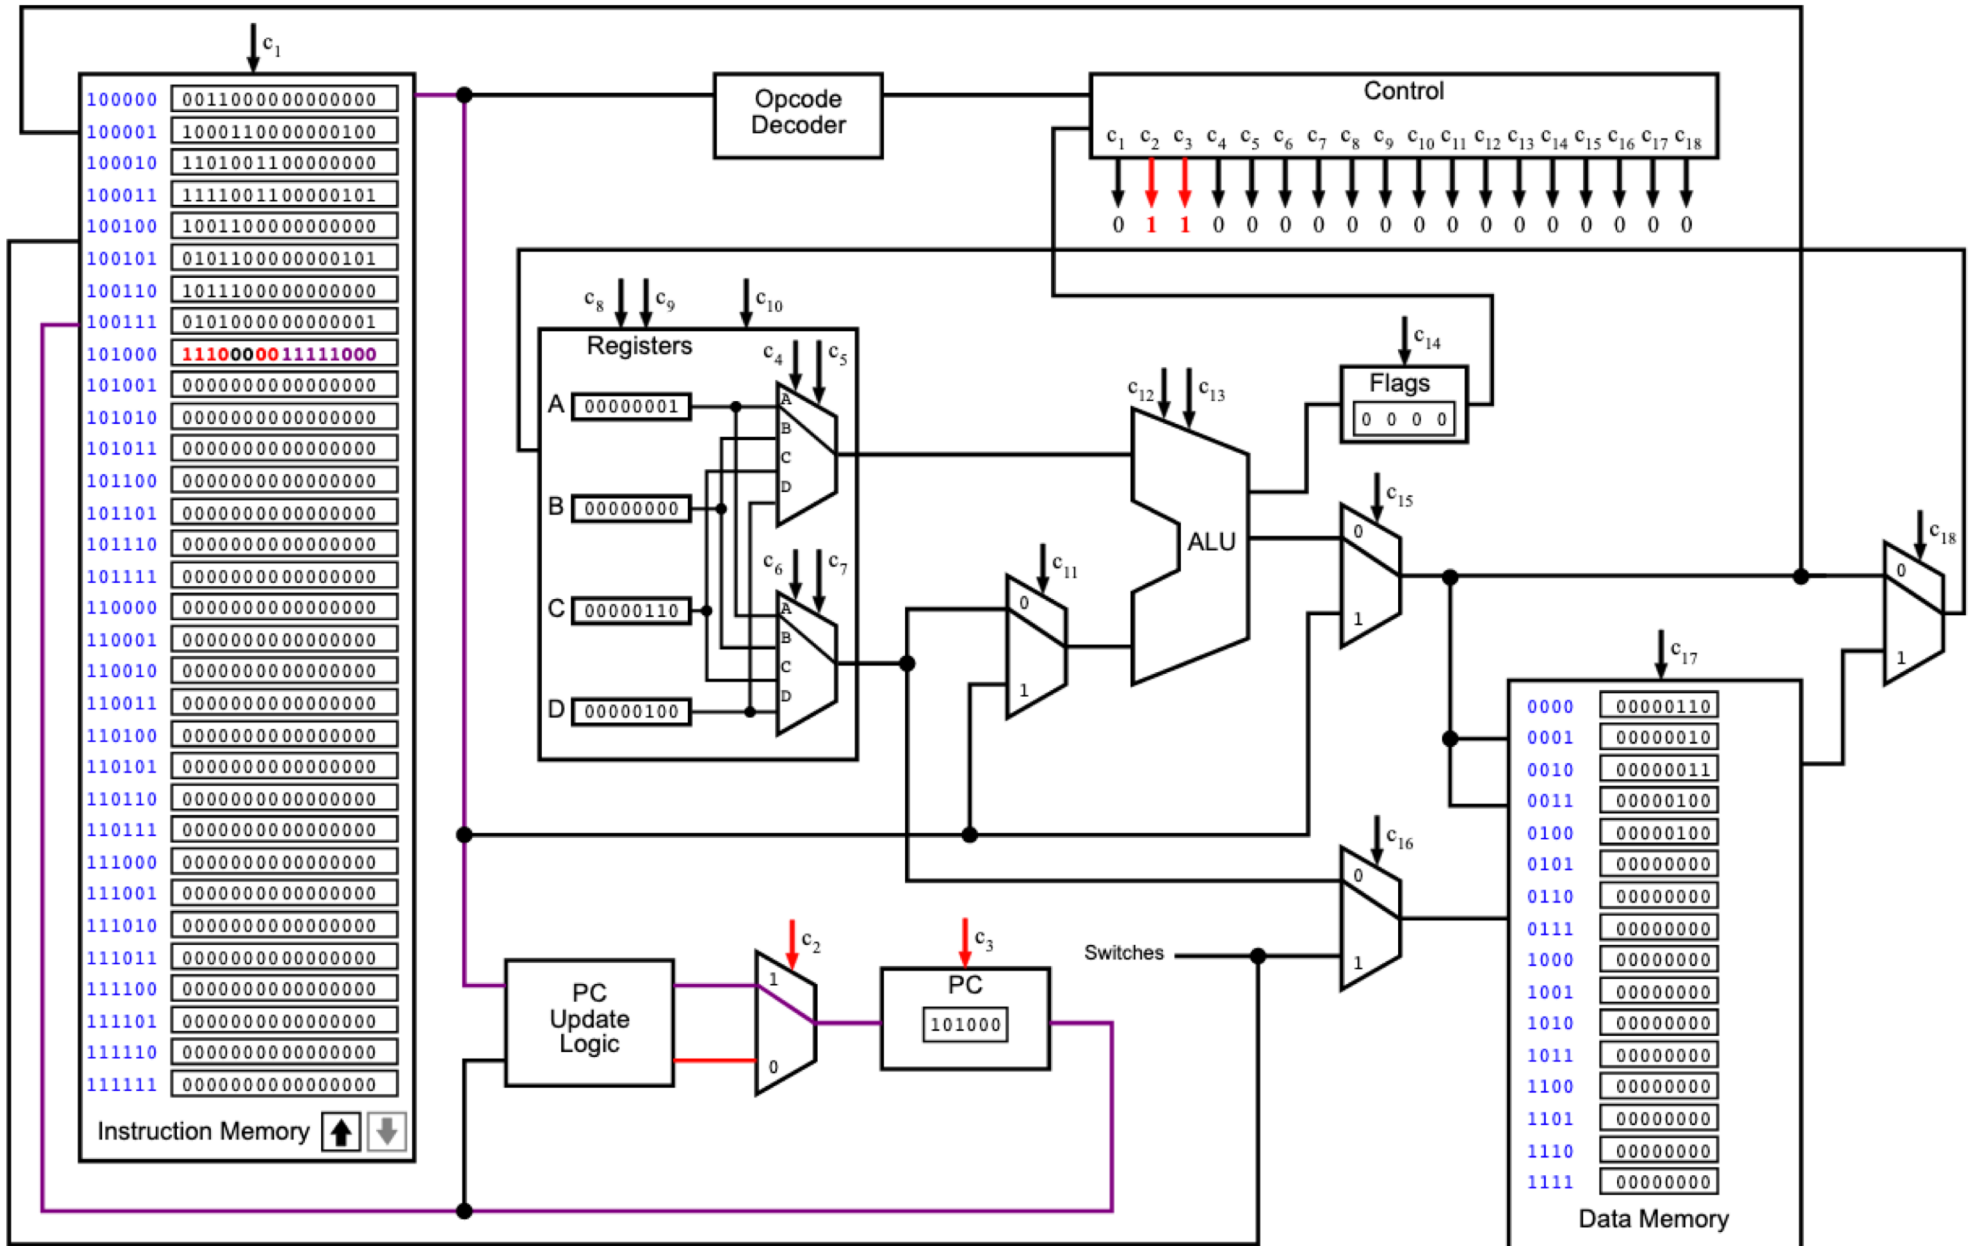 c1
100000 0011000000000000
100001 1000110000000100
100010 1101001100000000
100011 1111001100000101
100100 1001100000000000
100101 0101100000000101
100110 1011100000000000
100111 0101000000000001
101000 1110000011111000
101001 0000000000000000
101010 0000000000000000
101011 0000000000000000
101100 0000000000000000
101101 0000000000000000
101110 0000000000000000
101111 0000000000000000
110000 0000000000000000
110001 0000000000000000
110010 0000000000000000
110011 0000000000000000
110100 0000000000000000
110101 0000000000000000
110110 0000000000000000
110111 0000000000000000
111000 0000000000000000
111001 0000000000000000
111010 0000000000000000
111011 0000000000000000
111100 0000000000000000
111101 0000000000000000
111110 0000000000000000
111111 0000000000000000
Instruction Memory
Opcode
Decoder
Control
c1 c2 c3 c4 c5 c6 c7 c8 c9 c10 c11 c12 c13 c14 c15 c16 c17 c18
0 1 1 0 0 0 0 0 0 0 0 0 0 0 0 0 0 0
c8 c9 c10
Registers
c4 c5
A 00000001
B 00000000
C 00000110
D 00000100
A
B
C
D
c6 c7
A
B
C
D
c11
0
1
c12 c13
ALU
c14
Flags
0 0 0 0
c15
0
1
c16
0
1
Switches
c18
0
1
PC
Update
Logic
c2
1
0
c3
PC
101000
c17
0000 00000110
0001 00000010
0010 00000011
0011 00000100
0100 00000100
0101 00000000
0110 00000000
0111 00000000
1000 00000000
1001 00000000
1010 00000000
1011 00000000
1100 00000000
1101 00000000
1110 00000000
1111 00000000
Data Memory